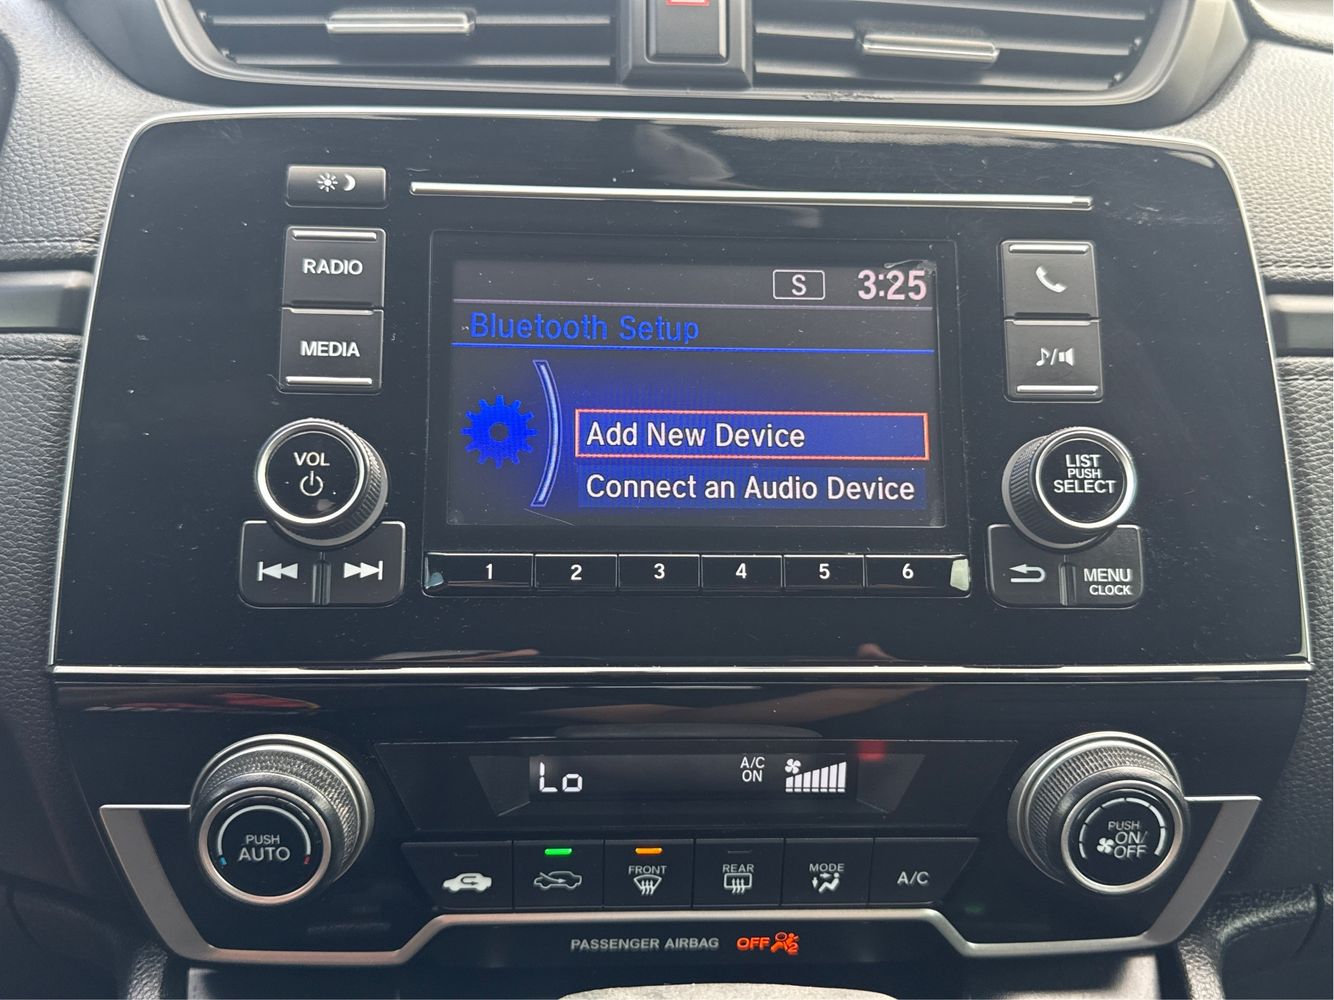 RADIO
MEDIA
VOL
S 3:25
Bluetooth Setup
Add New Device
Connect an Audio Device
LIST
PUSH
SELECT
1 2 3 4 5 6
MENU
CLOCK
Lo
A/C
ON
PUSH
AUTO
FRONT
REAR
MODE
A/C
PUSH
ON/
OFF
PASSENGER AIRBAG OFF 2